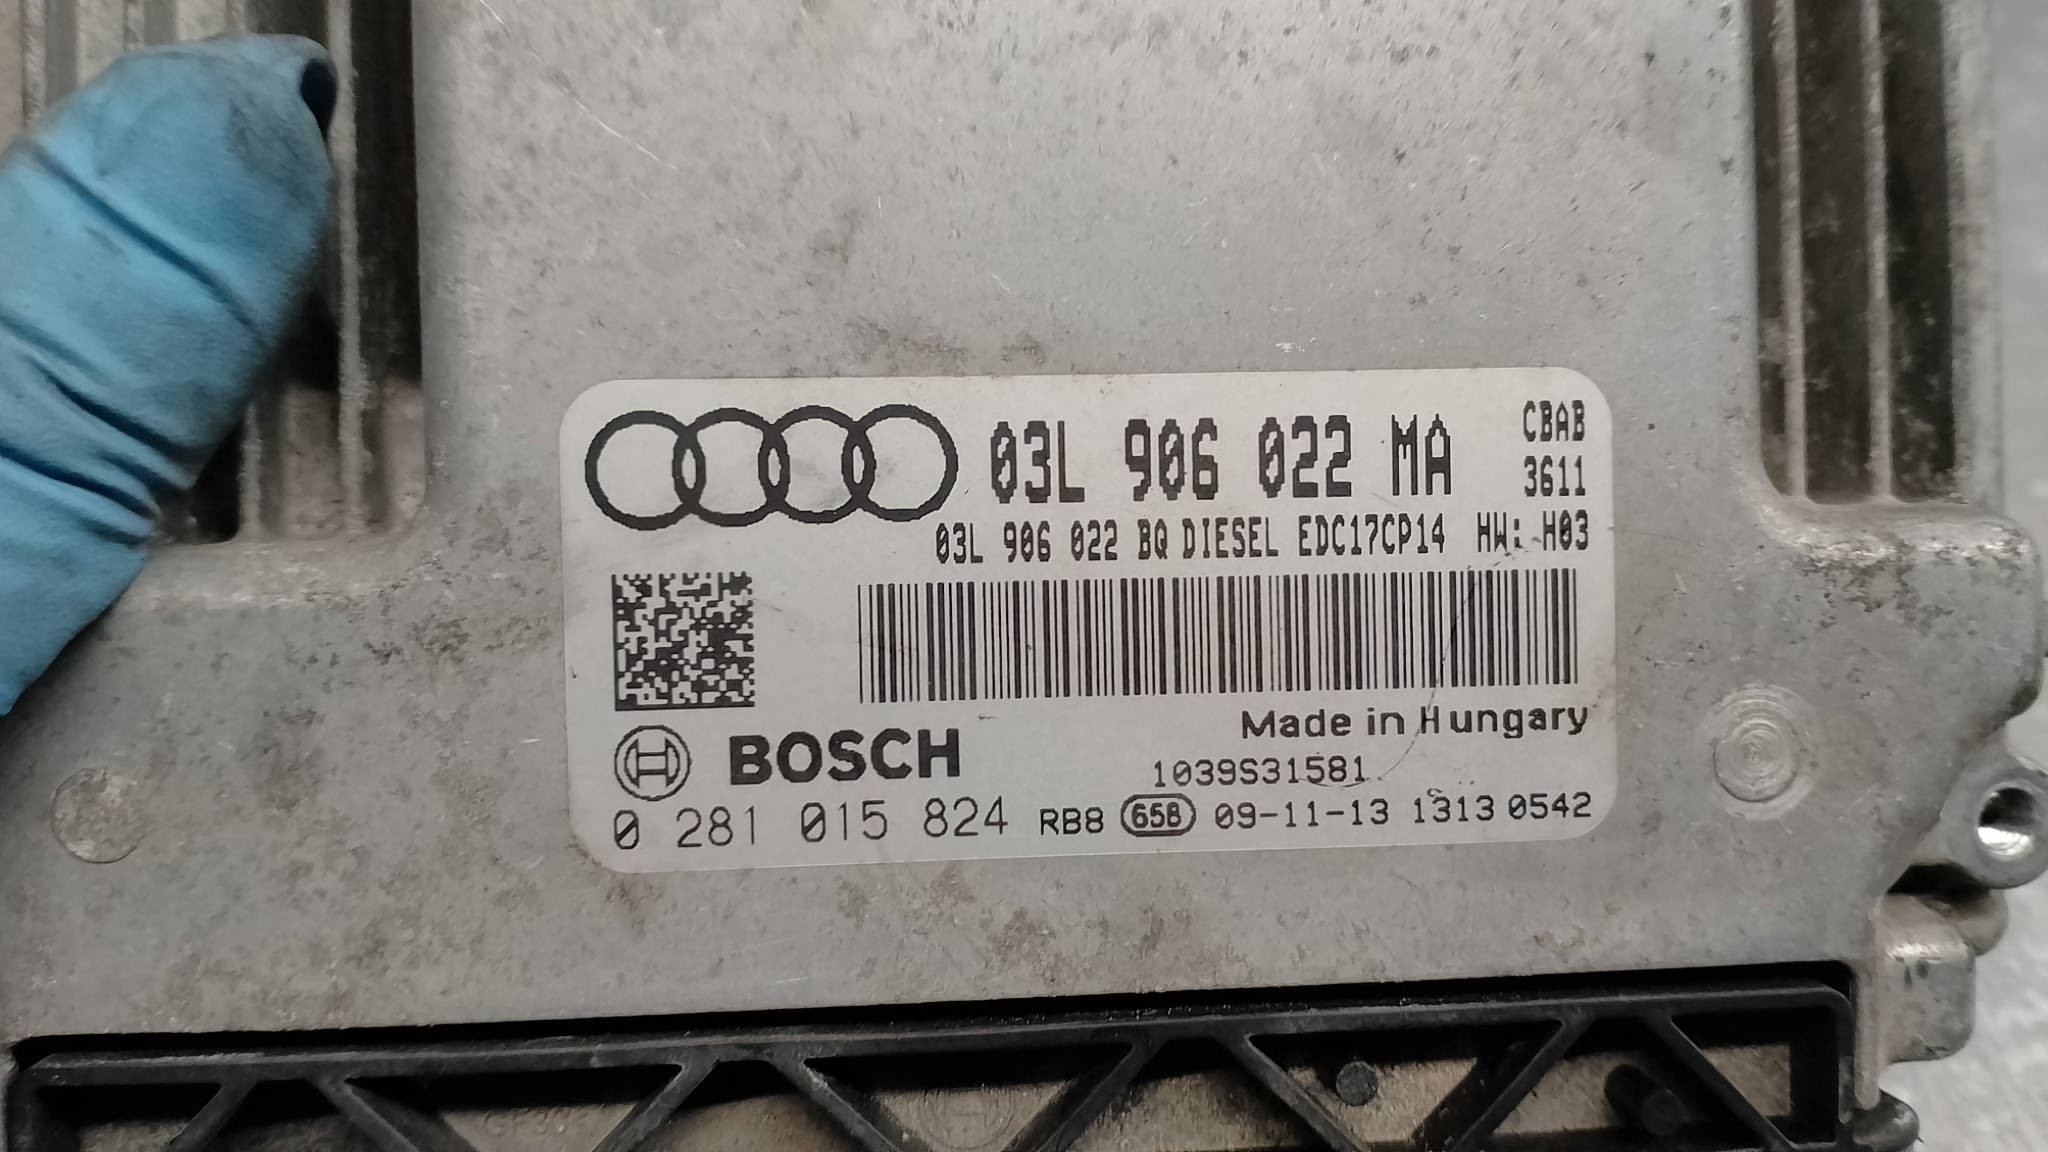 03L 906 022 MA
CBAB
3611
03L 906 022 BQ DIESEL EDC17CP14 HW: H03
Made in Hungary
BOSCH
1039S31581
0 281 015 824 RB8 658 09-11-13 1313 0542